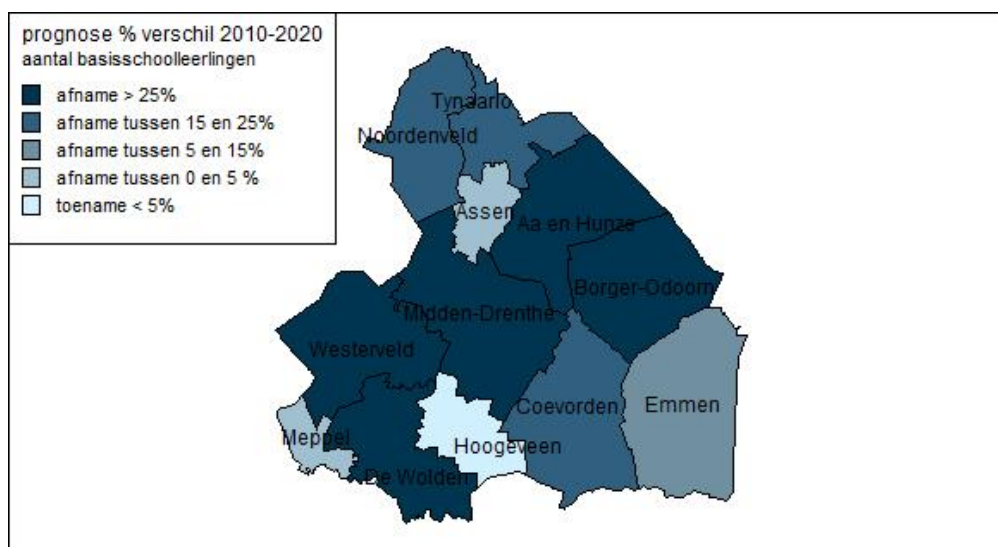 prognose % verschil 2010-2020
aantal basisschoolleerlingen
afname > 25%
afname tussen 15 en 25%
afname tussen 5 en 15%
afname tussen 0 en 5 %
toename < 5%
Tynaarlo
Noordenveld
Assen
Aa en Hunze
Borger-Odoorn
Midden-Drenthe
Westerveld
Coevorden
Emmen
Meppel
Hoogeveen
De Wolden